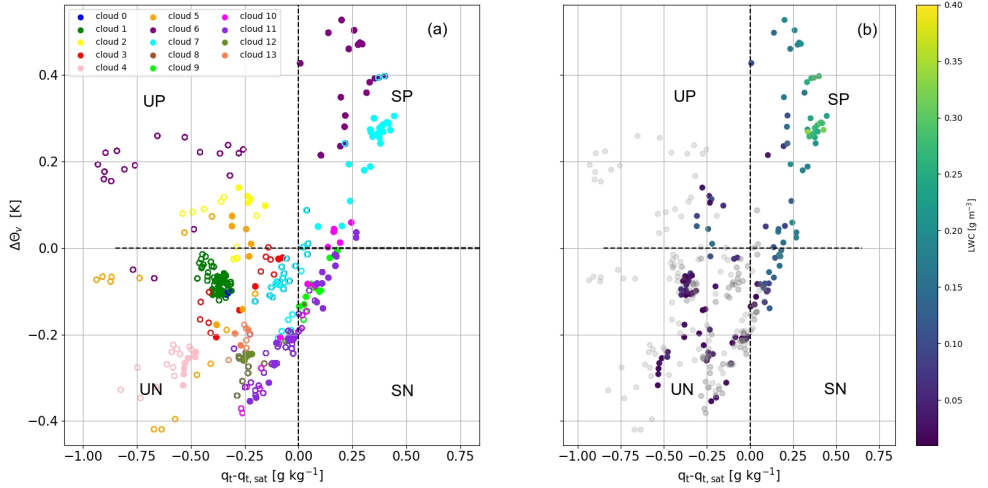 cloud 0 cloud 5 cloud 10
cloud 1 cloud 6 cloud 11
cloud 2 cloud 7 cloud 12
cloud 3 cloud 8 cloud 13
cloud 4 cloud 9
(a)
UP
SP
UN
SN
0.4
0.2
0.0
−0.2
−0.4
ΔΘv [K]
−1.00 −0.75 −0.50 −0.25 0.00 0.25 0.50 0.75
qt-qt, sat [g kg⁻¹]
(b)
UP
SP
UN
SN
−1.00 −0.75 −0.50 −0.25 0.00 0.25 0.50 0.75
qt-qt, sat [g kg⁻¹]
0.40
0.35
0.30
0.25
0.20
0.15
0.10
0.05
LWC [g m⁻³]